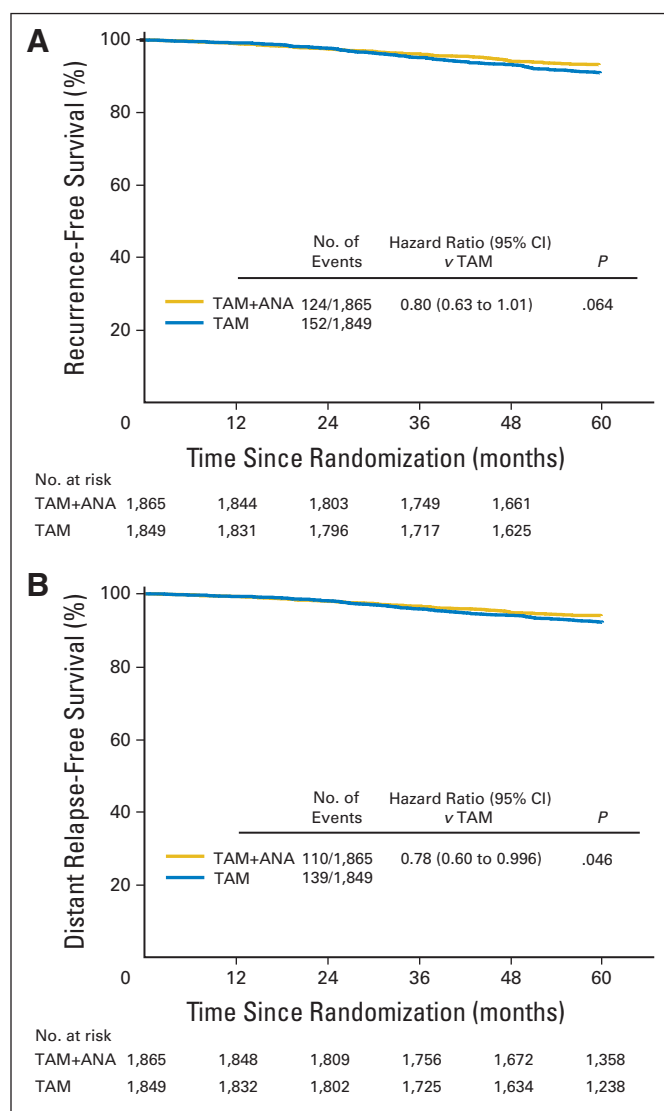 A
Recurrence-Free Survival (%)
100
80
60
40
20
No. of Hazard Ratio (95% CI)
Events v TAM P
TAM+ANA 124/1,865 0.80 (0.63 to 1.01) .064
TAM 152/1,849
0 12 24 36 48 60
Time Since Randomization (months)
No. at risk
TAM+ANA 1,865 1,844 1,803 1,749 1,661
TAM 1,849 1,831 1,796 1,717 1,625
B
Distant Relapse-Free Survival (%)
100
80
60
40
20
No. of Hazard Ratio (95% CI)
Events v TAM P
TAM+ANA 110/1,865 0.78 (0.60 to 0.996) .046
TAM 139/1,849
0 12 24 36 48 60
Time Since Randomization (months)
No. at risk
TAM+ANA 1,865 1,848 1,809 1,756 1,672 1,358
TAM 1,849 1,832 1,802 1,725 1,634 1,238